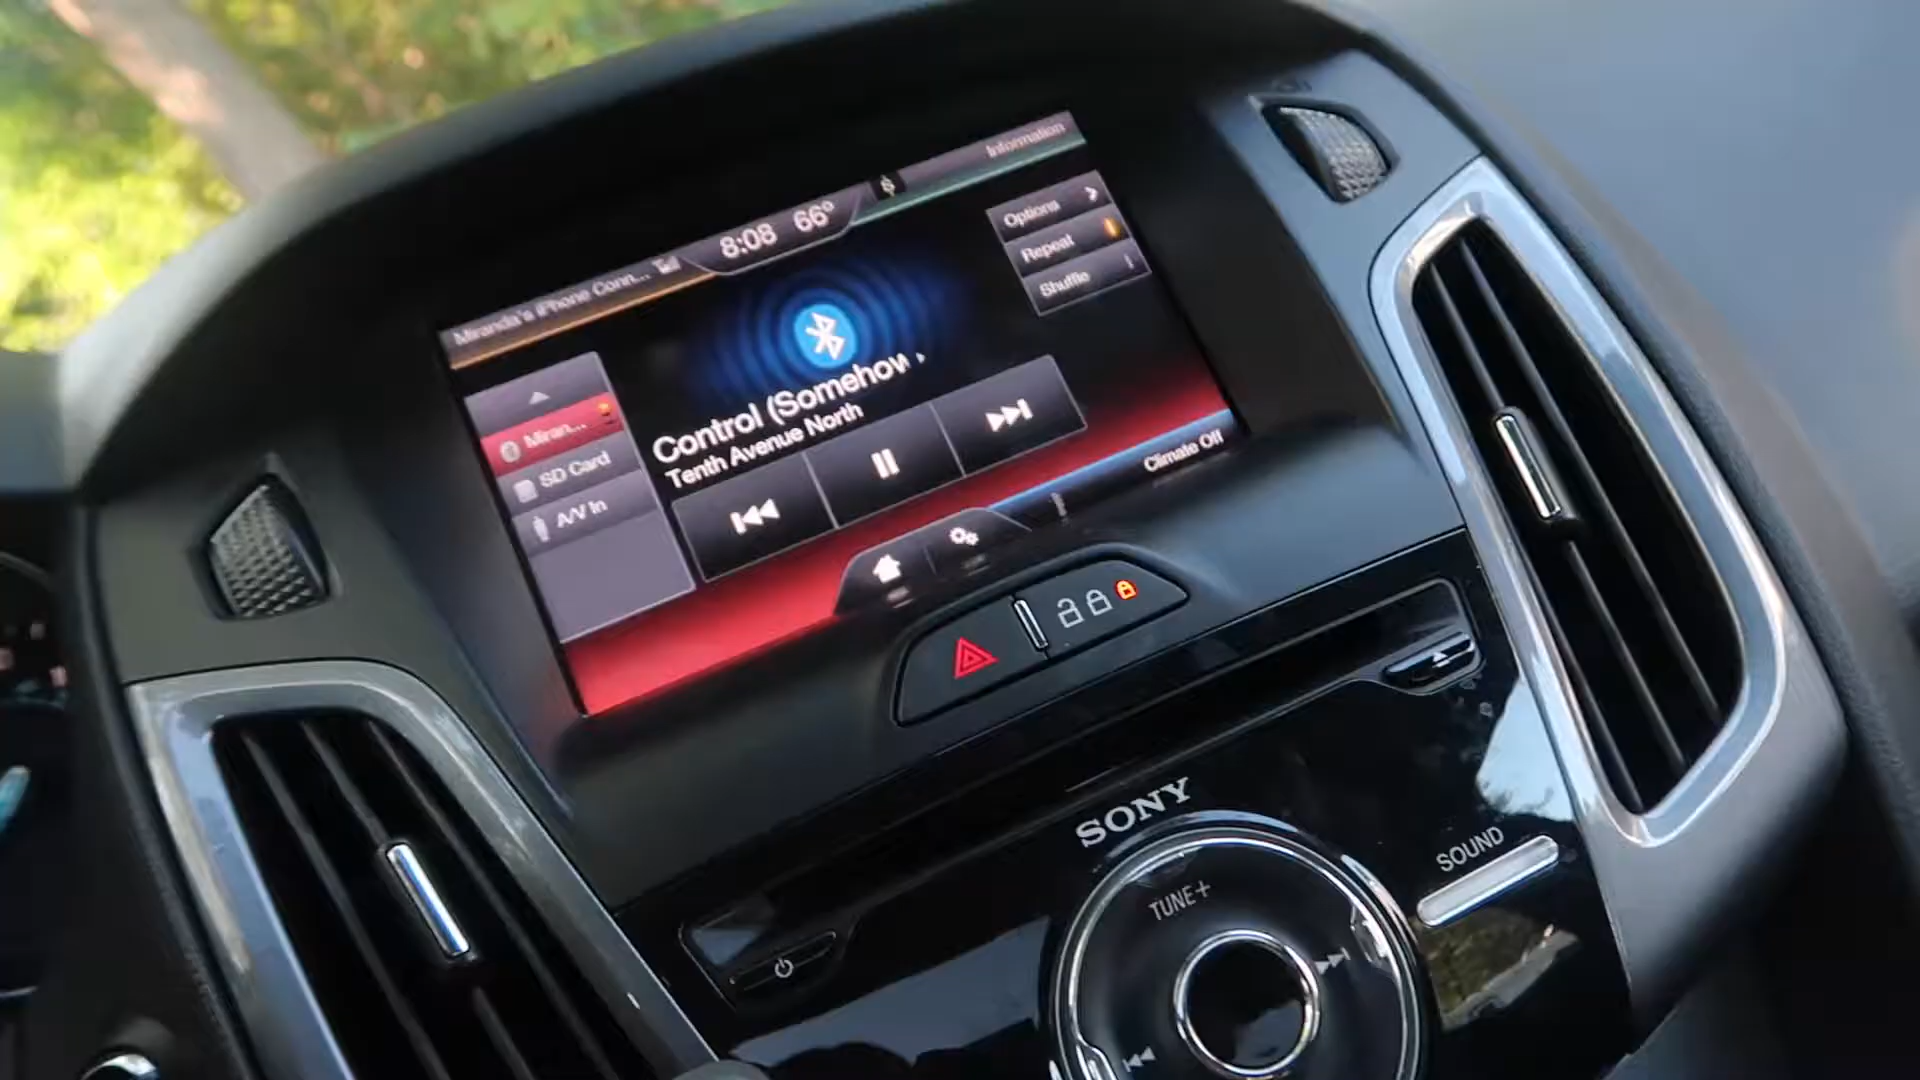 Information
8:08 66°
Miranda's iPhone Conn...
Options
Repeat
Shuffle
Miran...
SD Card
A/V In
Control (Somehow
Tenth Avenue North
Climate Off
SONY
SOUND
TUNE+